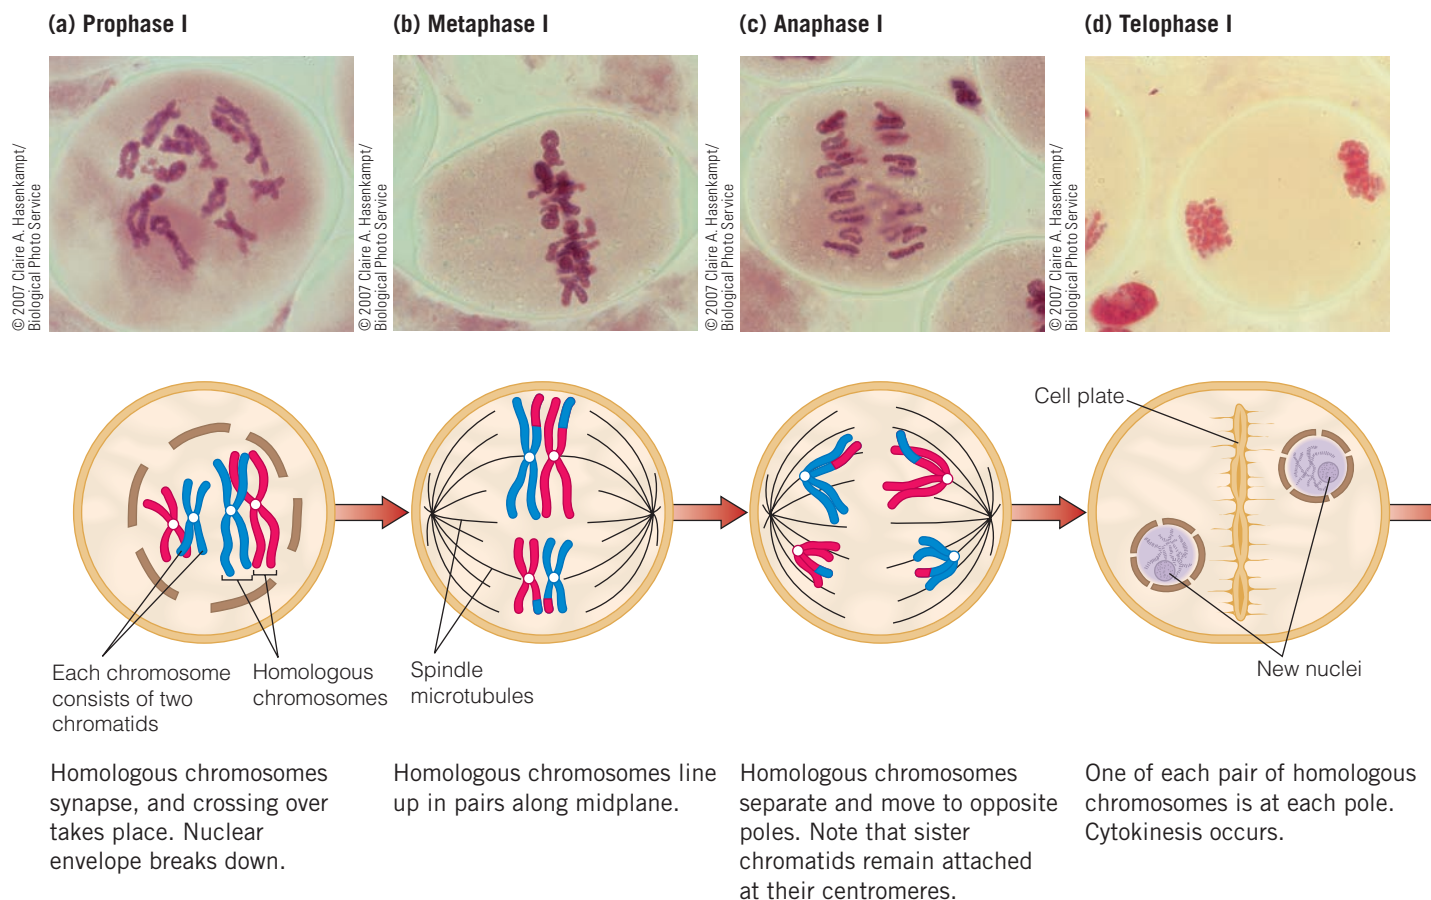 (a) Prophase I
(b) Metaphase I
(c) Anaphase I
(d) Telophase I
© 2007 Claire A. Hasenkampt/
Biological Photo Service
© 2007 Claire A. Hasenkampt/
Biological Photo Service
© 2007 Claire A. Hasenkampt/
Biological Photo Service
© 2007 Claire A. Hasenkampt/
Biological Photo Service
Cell plate
Each chromosome
consists of two
chromatids
Homologous
chromosomes
Spindle
microtubules
New nuclei
Homologous chromosomes
synapse, and crossing over
takes place. Nuclear
envelope breaks down.
Homologous chromosomes line
up in pairs along midplane.
Homologous chromosomes
separate and move to opposite
poles. Note that sister
chromatids remain attached
at their centromeres.
One of each pair of homologous
chromosomes is at each pole.
Cytokinesis occurs.